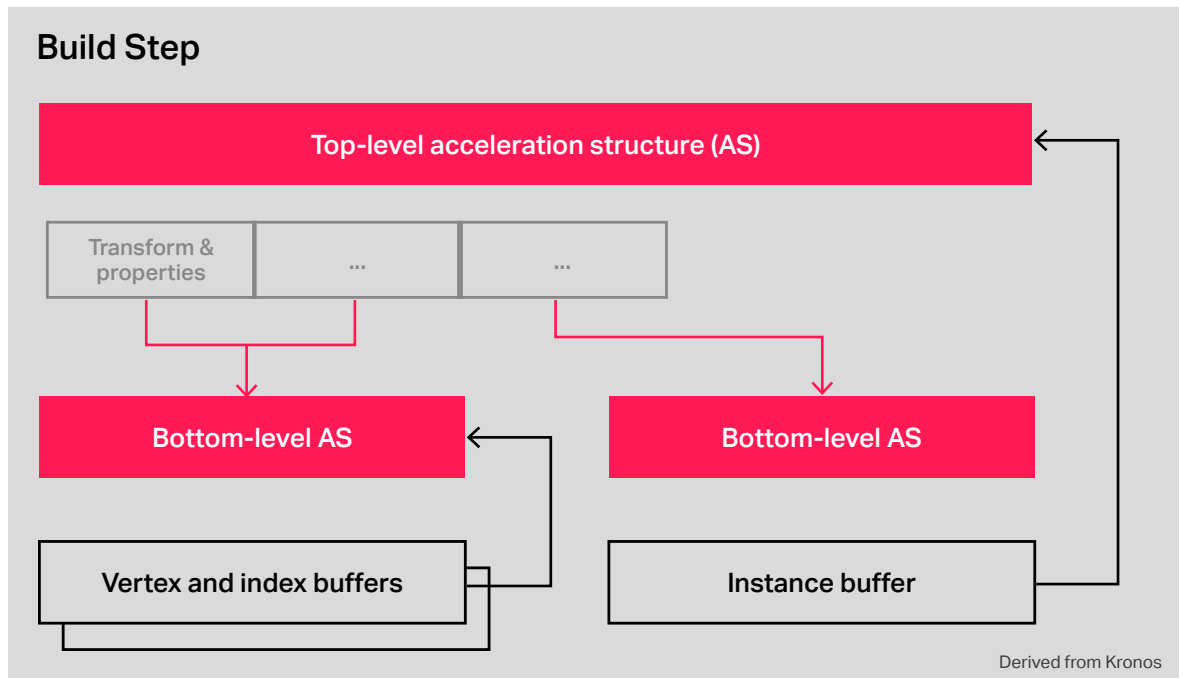 Build Step
Top-level acceleration structure (AS)
Transform &
properties
...
...
Bottom-level AS
Bottom-level AS
Vertex and index buffers
Instance buffer
Derived from Kronos